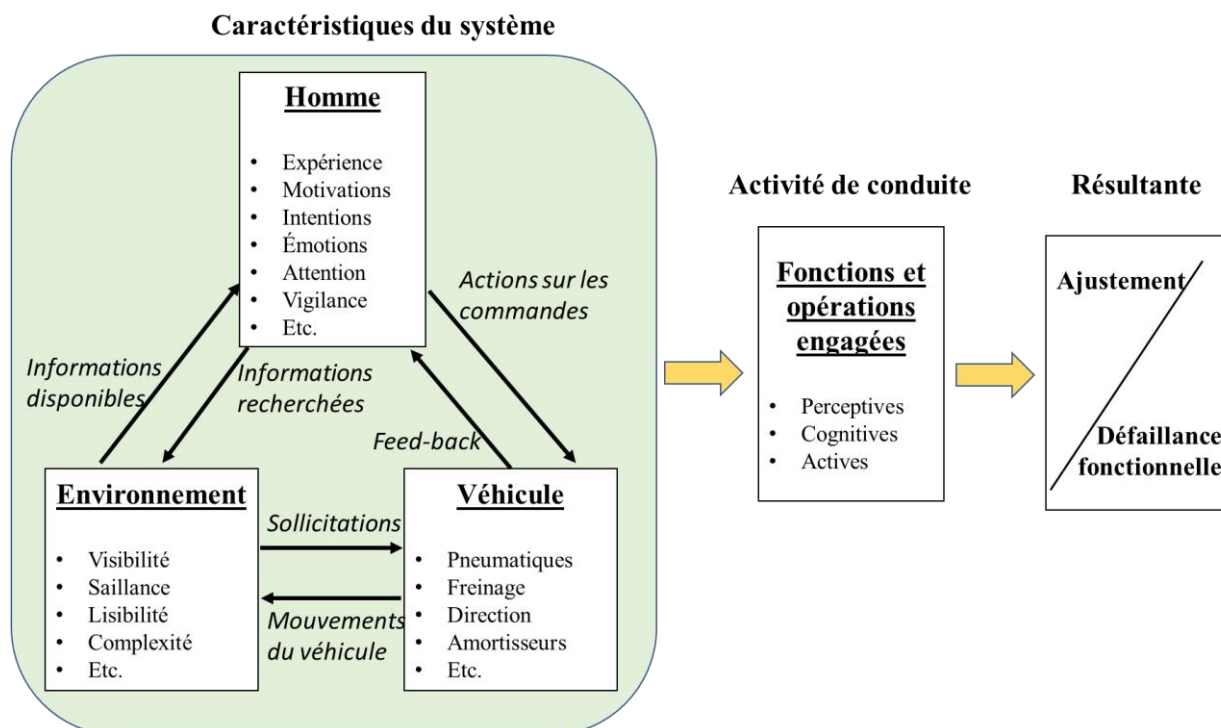 Caractéristiques du système
Homme
• Expérience
• Motivations
• Intentions
• Émotions
• Attention
• Vigilance
• Etc.
Informations
disponibles
Informations
recherchées
Actions sur les
commandes
Feed-back
Environnement
• Visibilité
• Saillance
• Lisibilité
• Complexité
• Etc.
Sollicitations
Mouvements
du véhicule
Véhicule
• Pneumatiques
• Freinage
• Direction
• Amortisseurs
• Etc.
Activité de conduite
Fonctions et
opérations
engagées
• Perceptives
• Cognitives
• Actives
Résultante
Ajustement
Défaillance
fonctionnelle